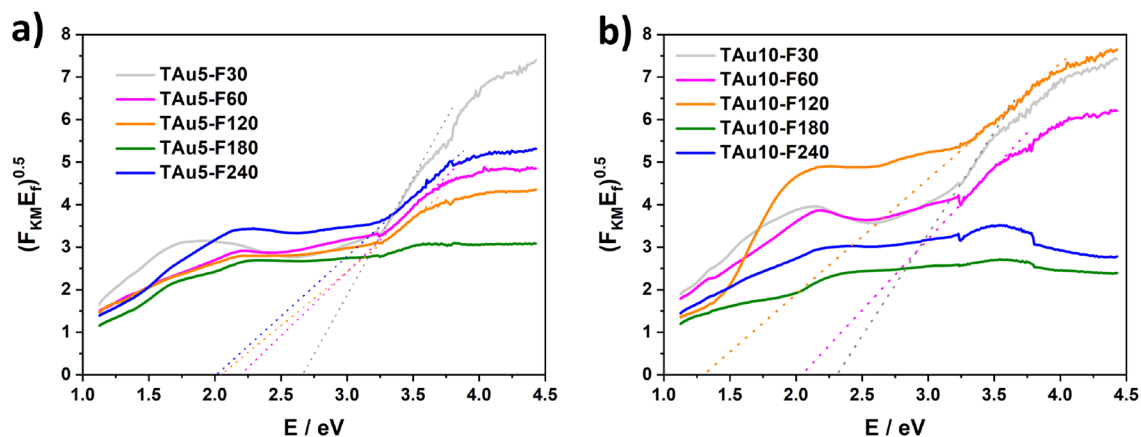 a)
8
7
6
5
4
3
2
1
0
(F_KM E_f)^0.5
TAu5-F30
TAu5-F60
TAu5-F120
TAu5-F180
TAu5-F240
1.0 1.5 2.0 2.5 3.0 3.5 4.0 4.5
E / eV
b)
8
7
6
5
4
3
2
1
0
(F_KM E_f)^0.5
TAu10-F30
TAu10-F60
TAu10-F120
TAu10-F180
TAu10-F240
1.0 1.5 2.0 2.5 3.0 3.5 4.0 4.5
E / eV